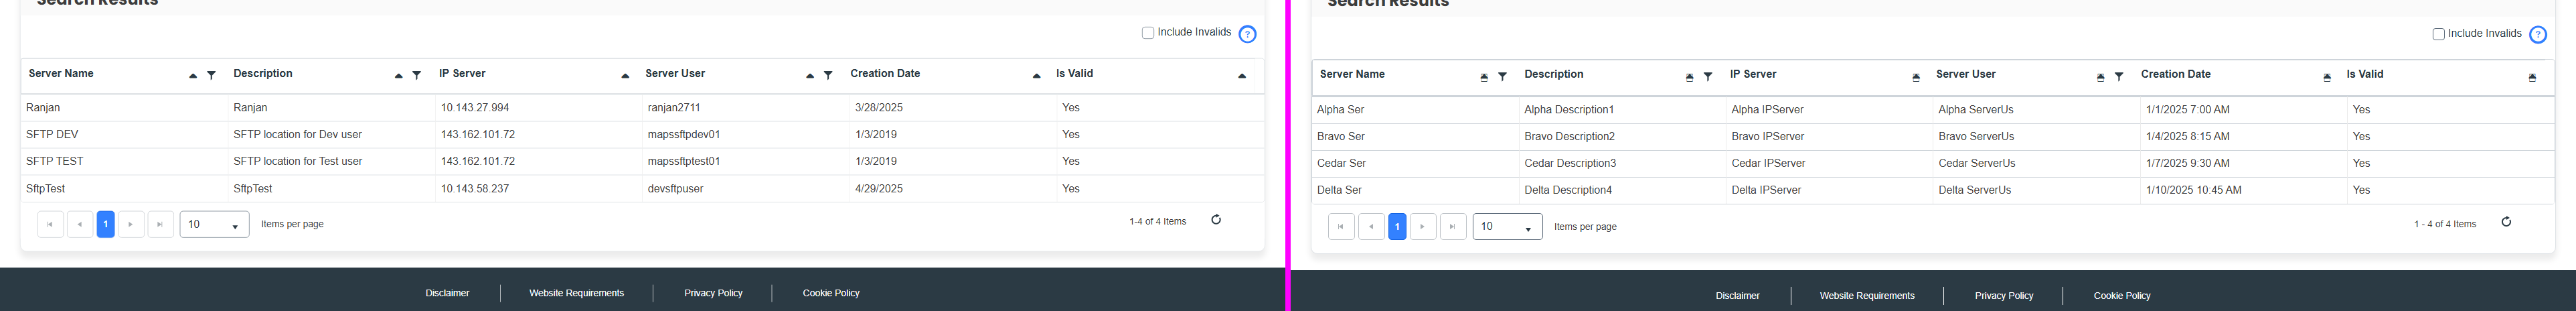 Search Results
Include Invalids ?
Server Name Description IP Server Server User Creation Date Is Valid
Ranjan Ranjan 10.143.27.994 ranjan2711 3/28/2025 Yes
SFTP DEV SFTP location for Dev user 143.162.101.72 mapssftpdev01 1/3/2019 Yes
SFTP TEST SFTP location for Test user 143.162.101.72 mapssftptest01 1/3/2019 Yes
SftpTest SftpTest 10.143.58.237 devsftpuser 4/29/2025 Yes
1 10 Items per page 1-4 of 4 Items
Disclaimer Website Requirements Privacy Policy Cookie Policy
Search Results
Include Invalids ?
Server Name Description IP Server Server User Creation Date Is Valid
Alpha Ser Alpha Description1 Alpha IPServer Alpha ServerUs 1/1/2025 7:00 AM Yes
Bravo Ser Bravo Description2 Bravo IPServer Bravo ServerUs 1/4/2025 8:15 AM Yes
Cedar Ser Cedar Description3 Cedar IPServer Cedar ServerUs 1/7/2025 9:30 AM Yes
Delta Ser Delta Description4 Delta IPServer Delta ServerUs 1/10/2025 10:45 AM Yes
1 10 Items per page 1 - 4 of 4 Items
Disclaimer Website Requirements Privacy Policy Cookie Policy